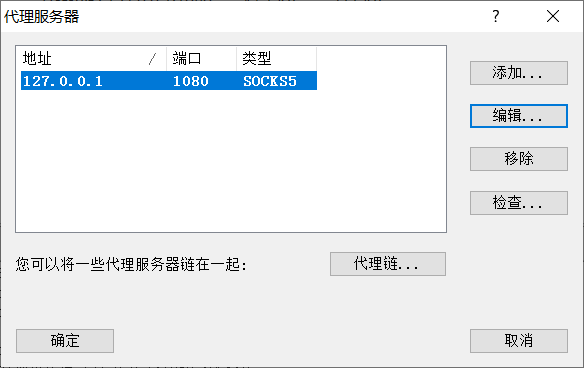 代理服务器
地址 / 端口 类型
127.0.0.1 1080 SOCKS5
添加...
编辑...
移除
检查...
您可以将一些代理服务器链在一起: 代理链...
确定 取消